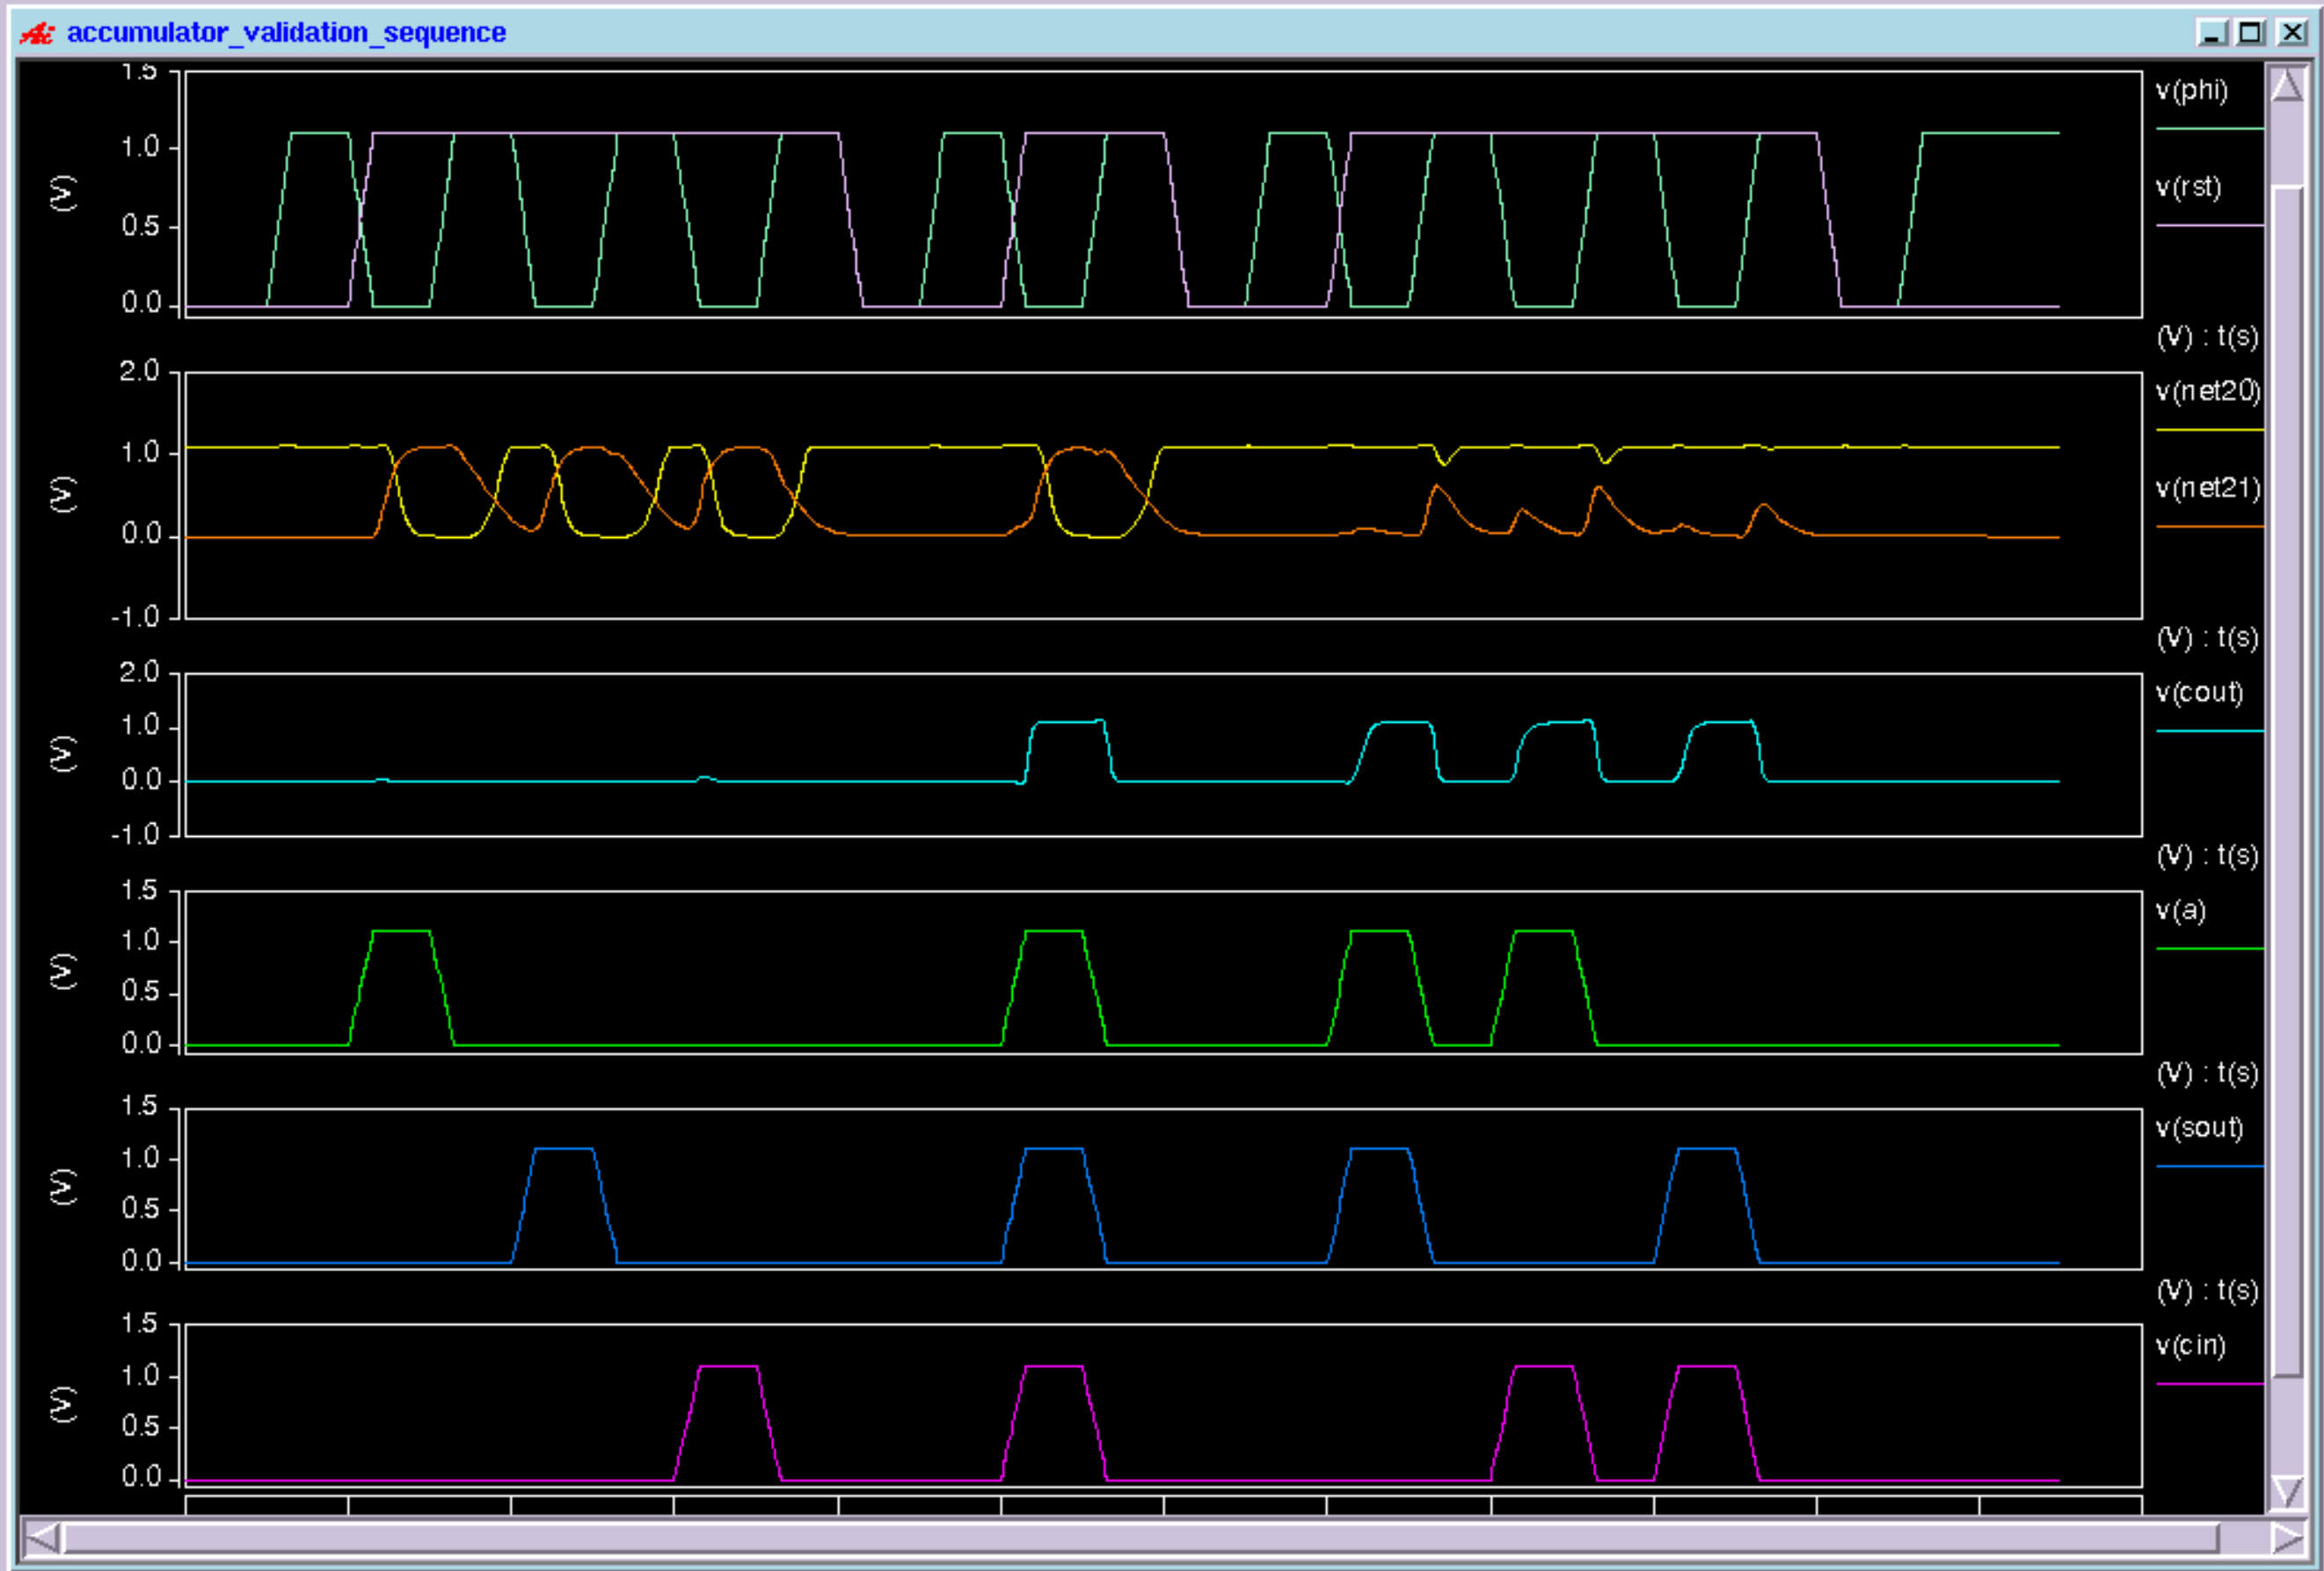 accumulator_validation_sequence
1.5
v(phi)
1.0
(V)
v(rst)
0.5
0.0
(V) : t(s)
2.0
v(net20)
1.0
(V)
v(net21)
0.0
-1.0
(V) : t(s)
2.0
v(cout)
1.0
(V)
0.0
-1.0
(V) : t(s)
1.5
v(a)
1.0
(V)
0.5
0.0
(V) : t(s)
1.5
v(sout)
1.0
(V)
0.5
0.0
(V) : t(s)
1.5
v(cin)
1.0
(V)
0.5
0.0